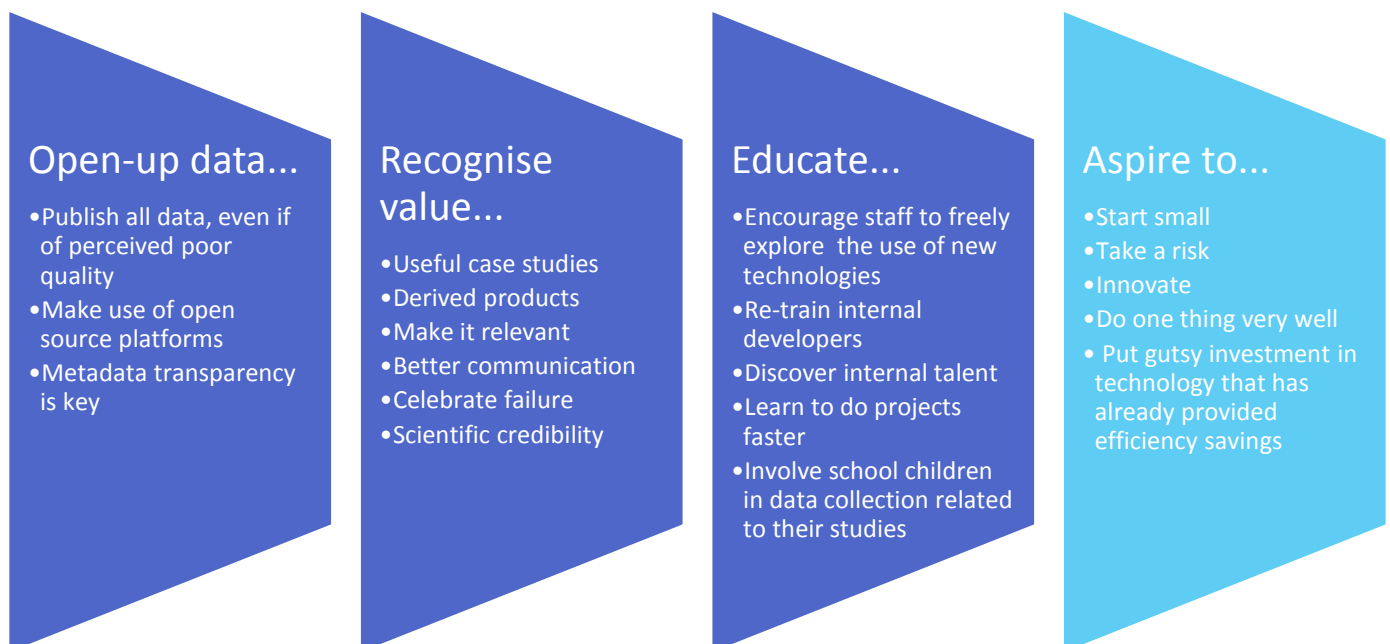 Open-up data...
•Publish all data, even if
of perceived poor
quality
•Make use of open
source platforms
•Metadata transparency
is key
Recognise
value...
•Useful case studies
•Derived products
•Make it relevant
•Better communication
•Celebrate failure
•Scientific credibility
Educate...
•Encourage staff to freely
explore  the use of new
technologies
•Re-train internal
developers
•Discover internal talent
•Learn to do projects
faster
•Involve school children
in data collection related
to their studies
Aspire to...
•Start small
•Take a risk
•Innovate
•Do one thing very well
• Put gutsy investment in
technology that has
already provided
efficiency savings